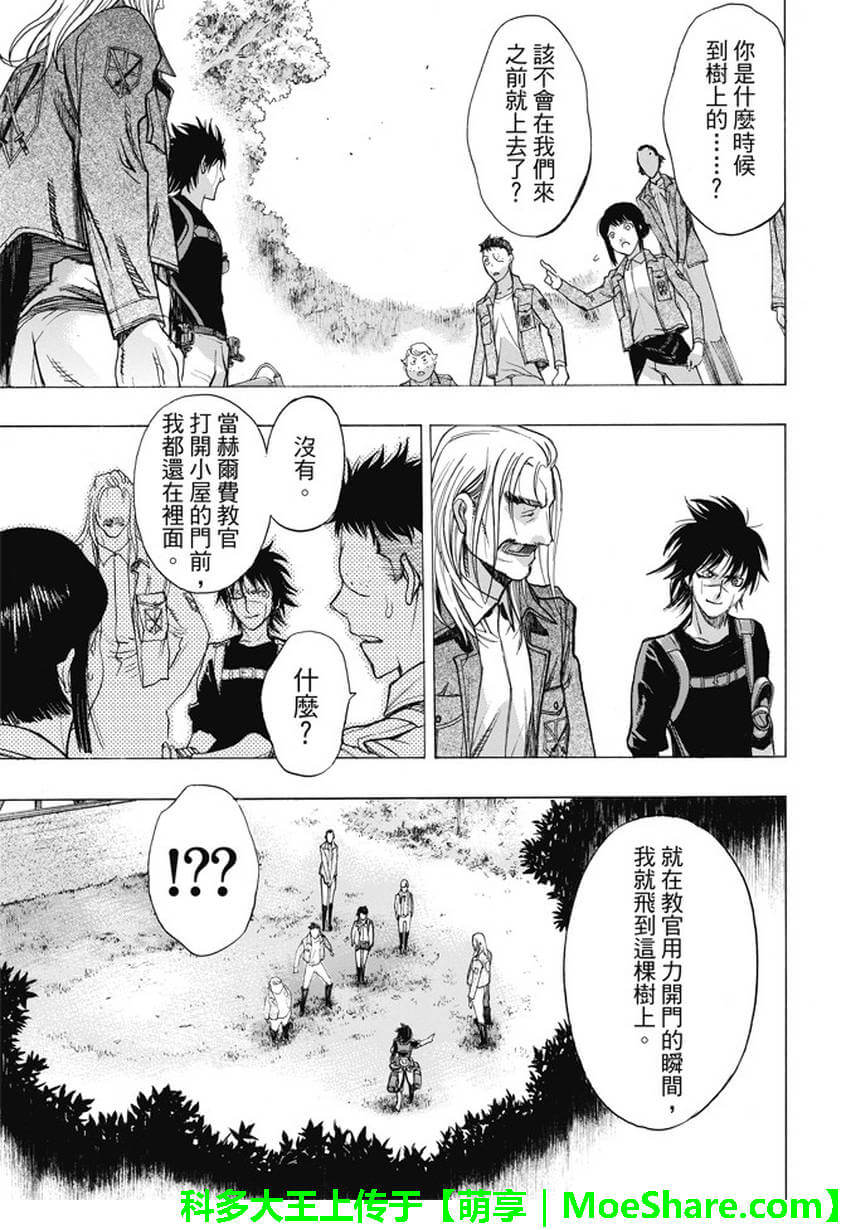 你是什麼時候
到樹上的……？
該不會在我們來
之前就上去了？
沒有。
當赫爾費教官
打開小屋的門前，
我都還在裡面。
什麼？
就在教官用力開門的瞬間，
我就飛到這棵樹上。
!??
科多大王上传于【萌享｜MoeShare.com】